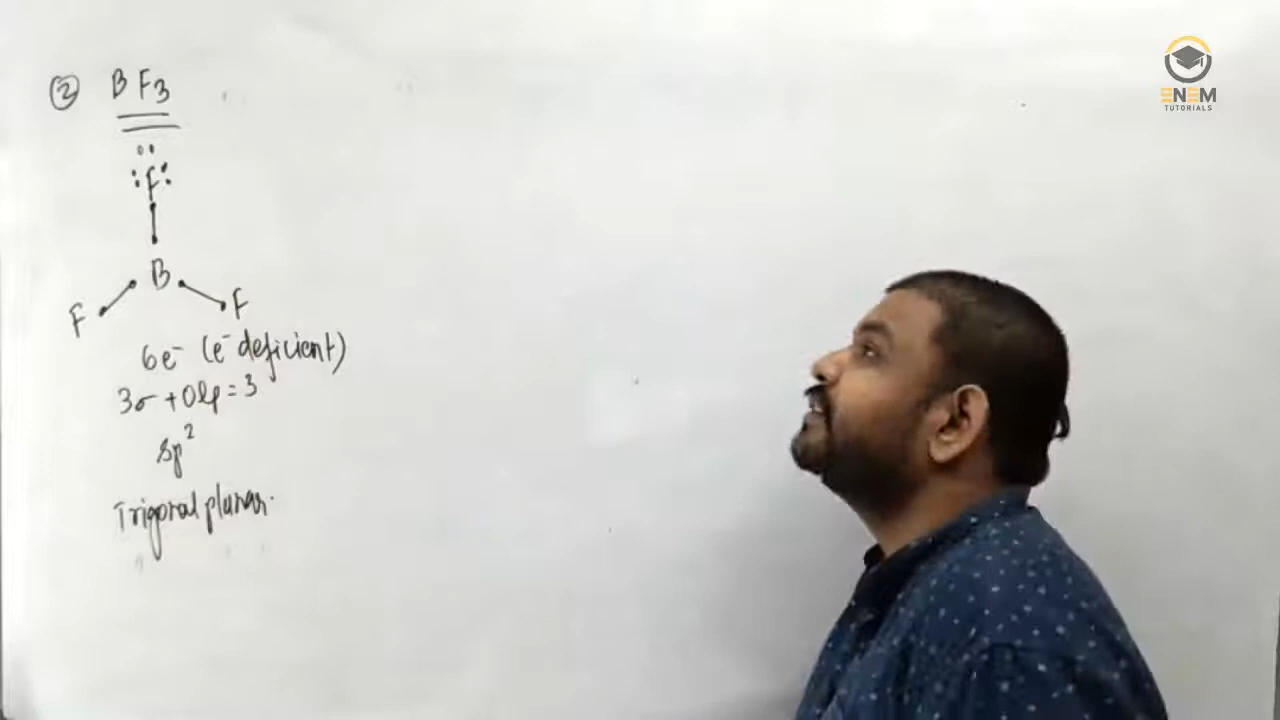 ② BF3
F
B
F F
6e⁻ (e⁻ deficient)
3σ + 0lp = 3
sp²
Trigonal planar.
ENEM
TUTORIALS